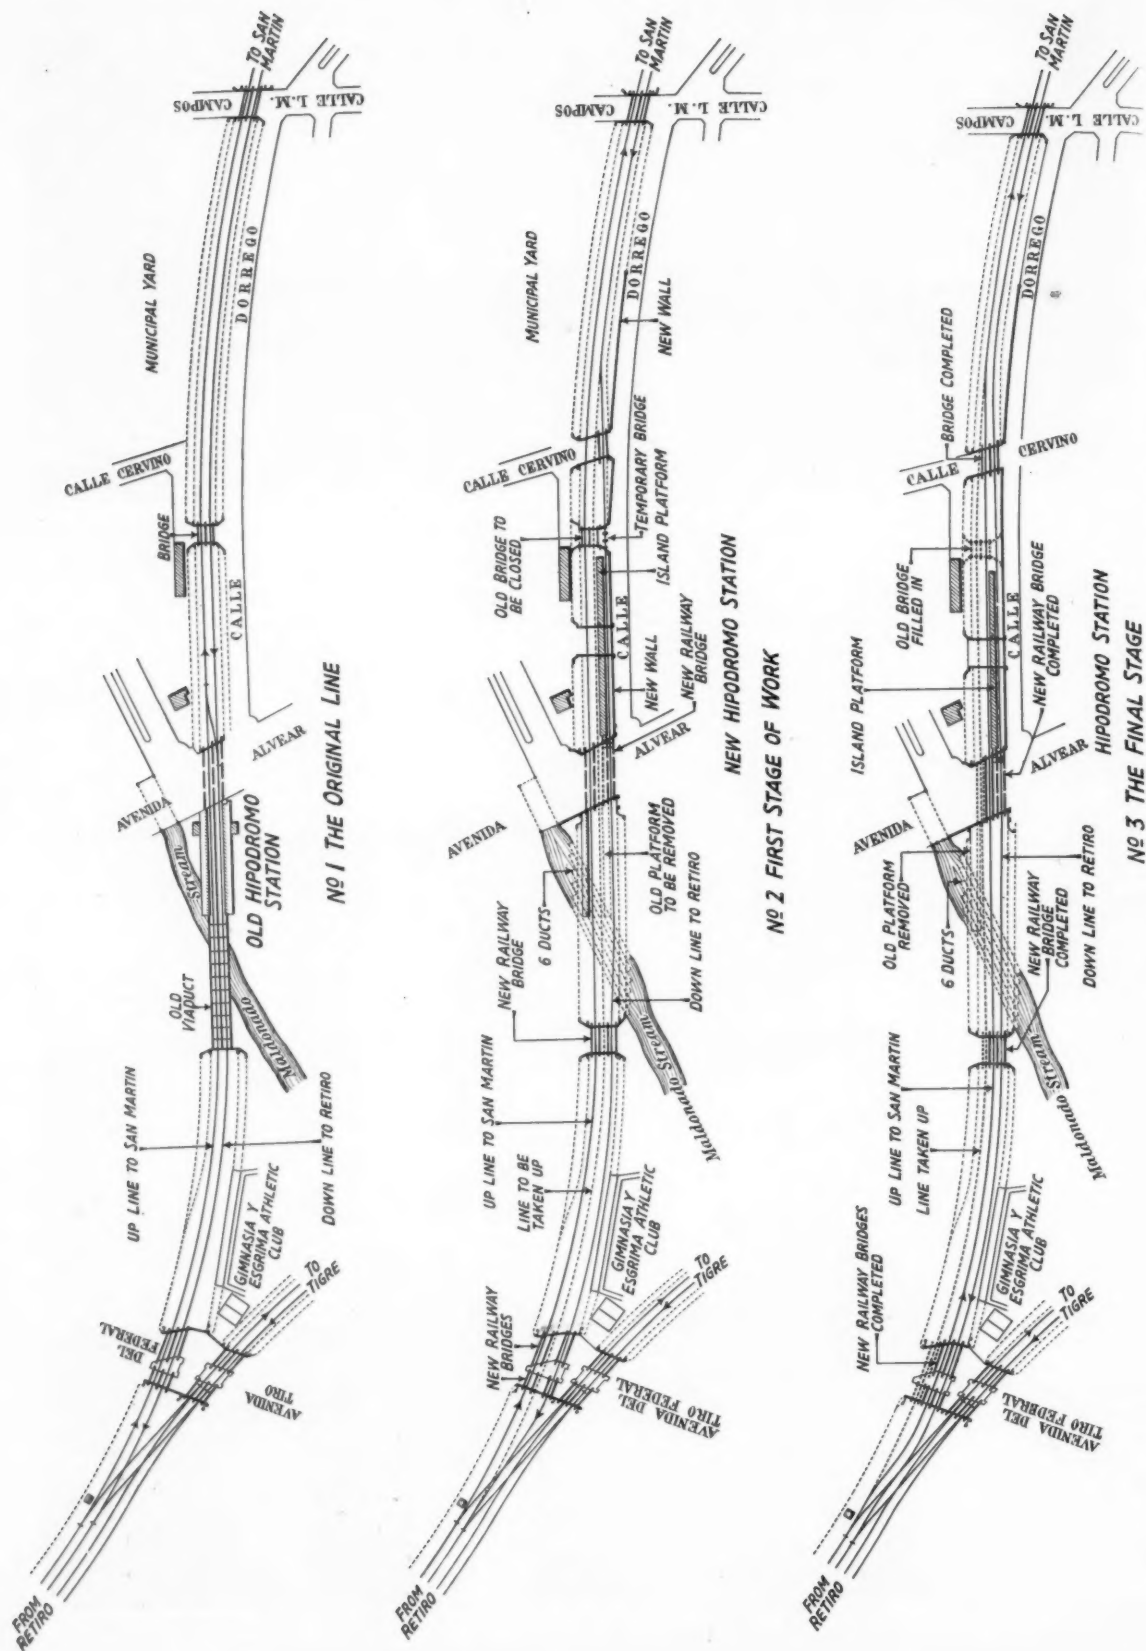 TO SAN
MARTIN
CAMPOS
CALLE L.M.
MUNICIPAL YARD
DORREGO
CALLE CERVINO
BRIDGE
CALLE
ALVEAR
AVENIDA
Stream
OLD HIPODROMO
STATION
OLD
VIADUCT
Maldonado
UP LINE TO SAN MARTIN
DOWN LINE TO RETIRO
GIMNASIA Y
ESGRIMA ATHLETIC
CLUB
TO
TIGRE
AVENIDA
TIRO
DEL
FEDERAL
FROM
RETIRO
No 1 THE ORIGINAL LINE
TO SAN
MARTIN
CAMPOS
CALLE L.M.
MUNICIPAL YARD
DORREGO
NEW WALL
CALLE CERVINO
TEMPORARY BRIDGE
OLD BRIDGE TO
BE CLOSED
ISLAND PLATFORM
CALLE
NEW WALL
NEW RAILWAY
BRIDGE
ALVEAR
NEW HIPODROMO STATION
AVENIDA
6 DUCTS
OLD PLATFORM
TO BE REMOVED
DOWN LINE TO RETIRO
NEW RAILWAY
BRIDGE
Maldonado Stream
UP LINE TO SAN MARTIN
LINE TO BE
TAKEN UP
GIMNASIA Y
ESGRIMA ATHLETIC
CLUB
TO
TIGRE
NEW RAILWAY
BRIDGES
AVENIDA DEL
TIRO FEDERAL
FROM
RETIRO
No 2 FIRST STAGE OF WORK
TO SAN
MARTIN
CAMPOS
CALLE L.M.
DORREGO
BRIDGE COMPLETED
CALLE
CERVINO
OLD BRIDGE
FILLED IN
ISLAND PLATFORM
CALLE
NEW RAILWAY BRIDGE
COMPLETED
ALVEAR
HIPODROMO STATION
AVENIDA
OLD PLATFORM
REMOVED
6 DUCTS
NEW RAILWAY
BRIDGE
COMPLETED
DOWN LINE TO RETIRO
Maldonado Stream
UP LINE TO SAN MARTIN
LINE TAKEN UP
NEW RAILWAY BRIDGES
COMPLETED
GIMNASIA Y
ESGRIMA ATHLETIC
CLUB
TO
TIGRE
AVENIDA DEL
TIRO FEDERAL
FROM
RETIRO
No 3 THE FINAL STAGE